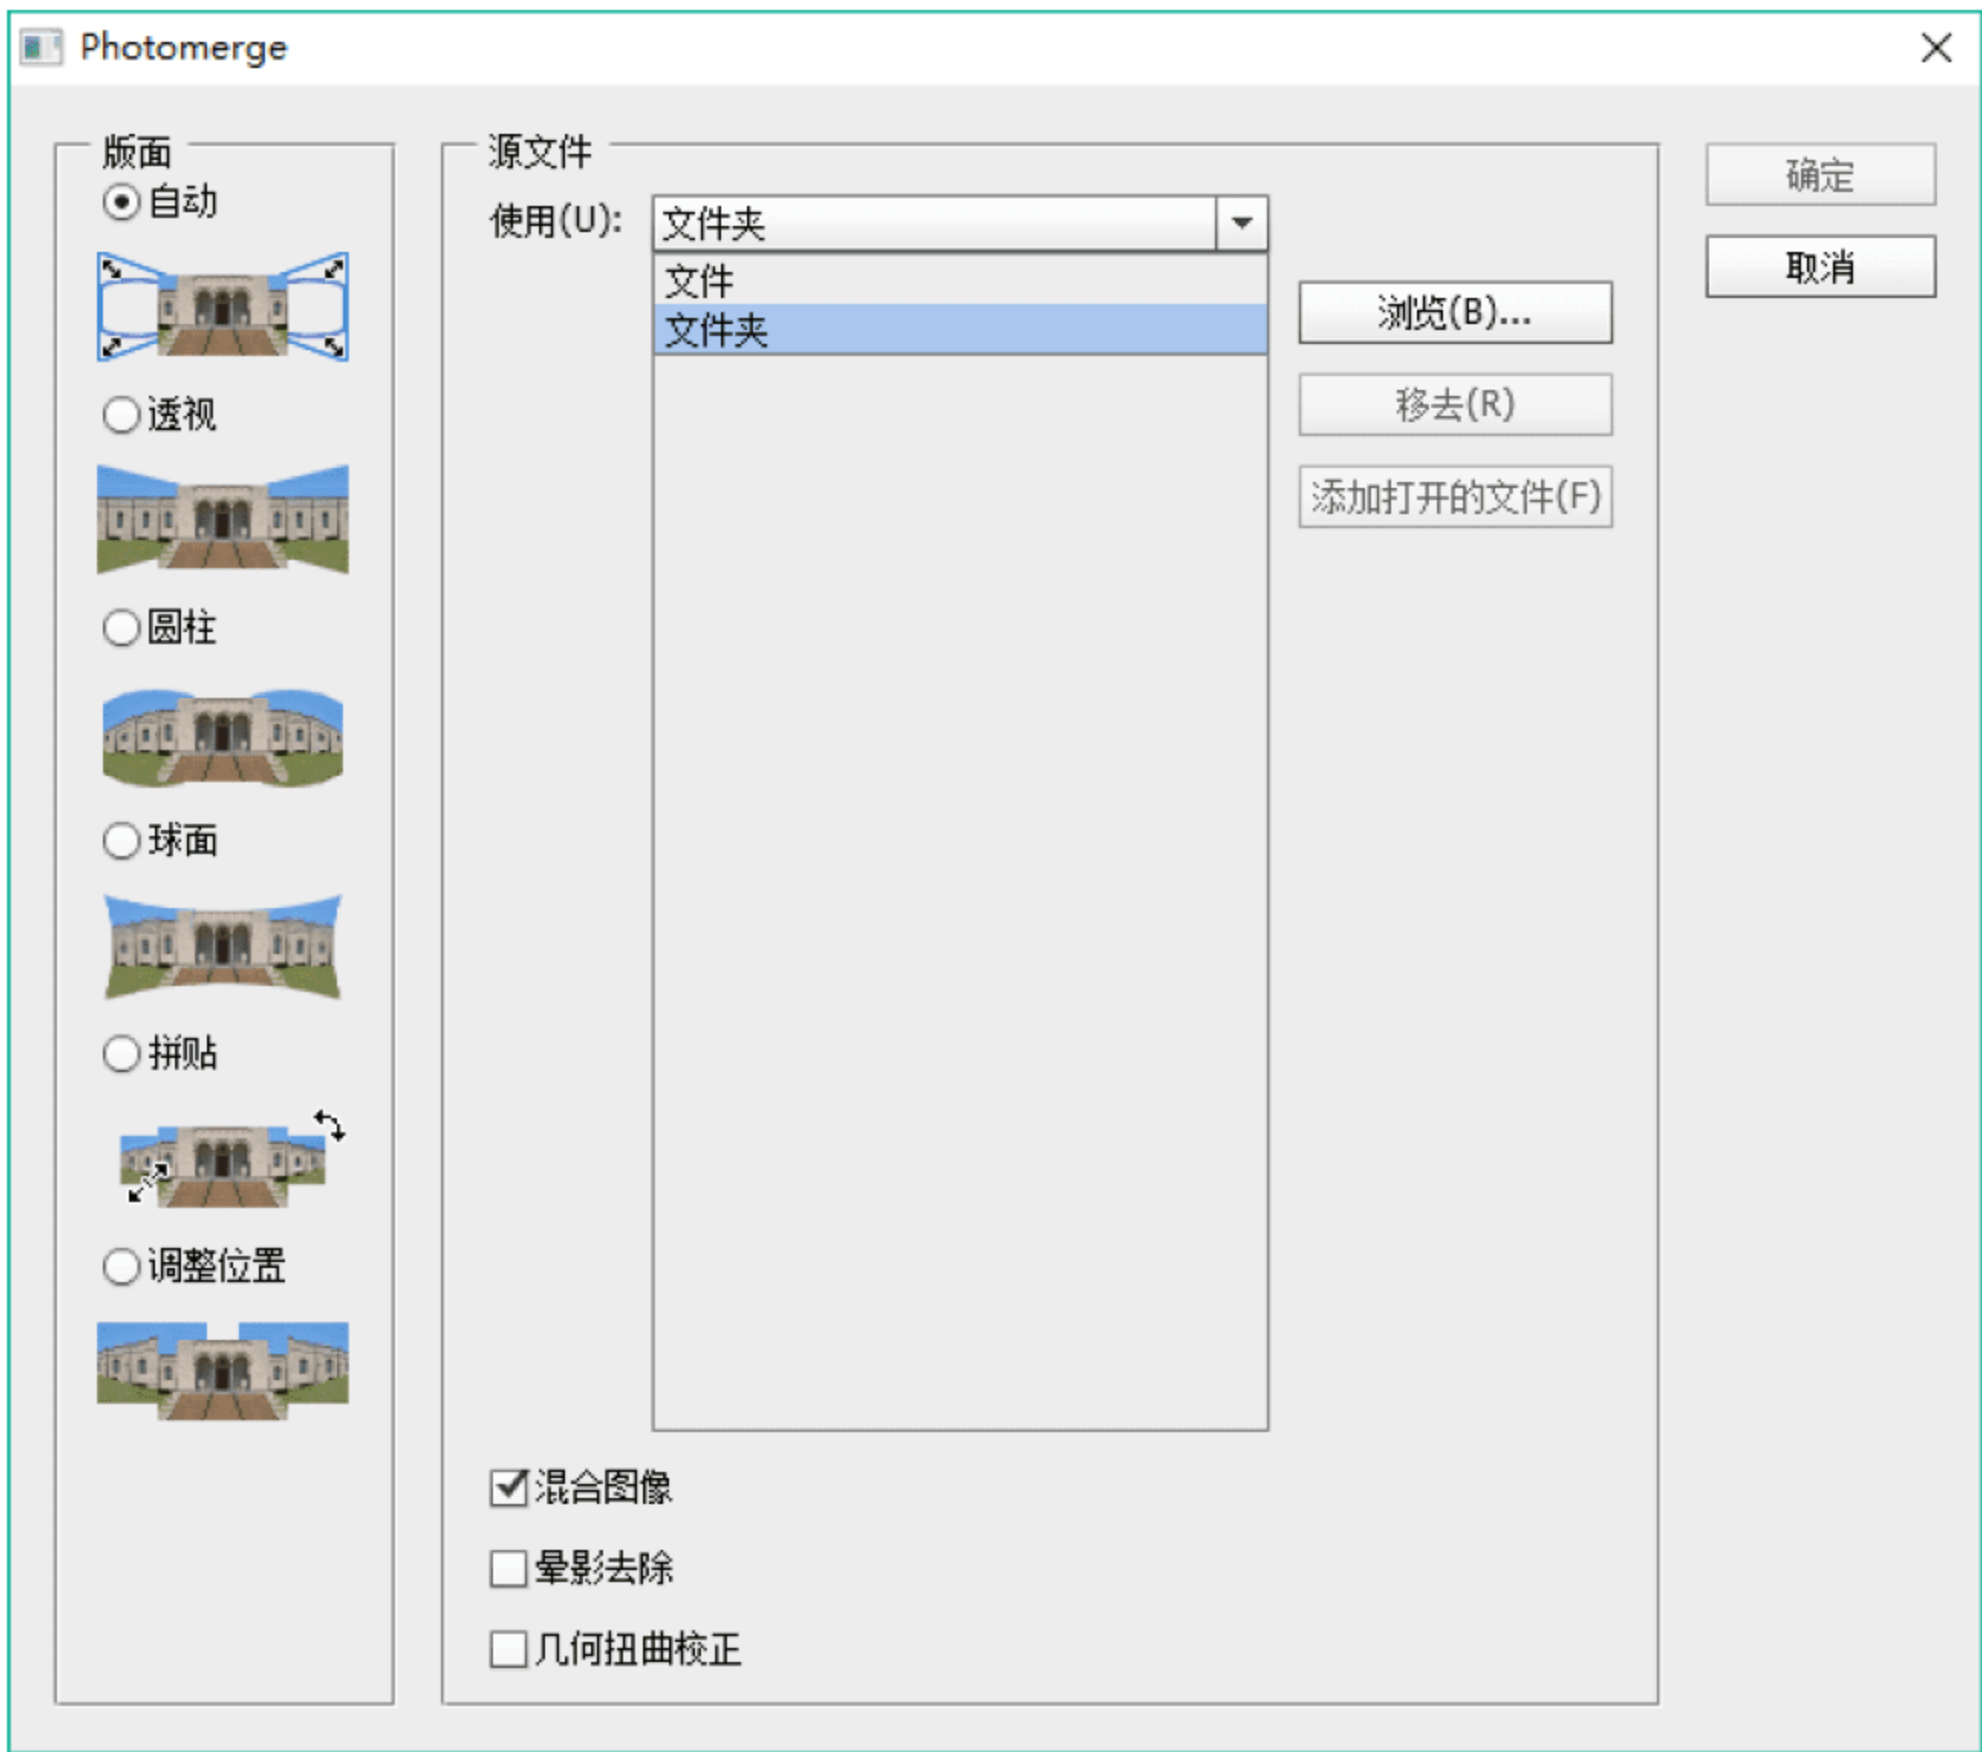 Photomerge
版面
自动
透视
圆柱
球面
拼贴
调整位置
源文件
使用(U):
文件夹
文件
文件夹
浏览(B)...
移去(R)
添加打开的文件(F)
混合图像
晕影去除
几何扭曲校正
确定
取消